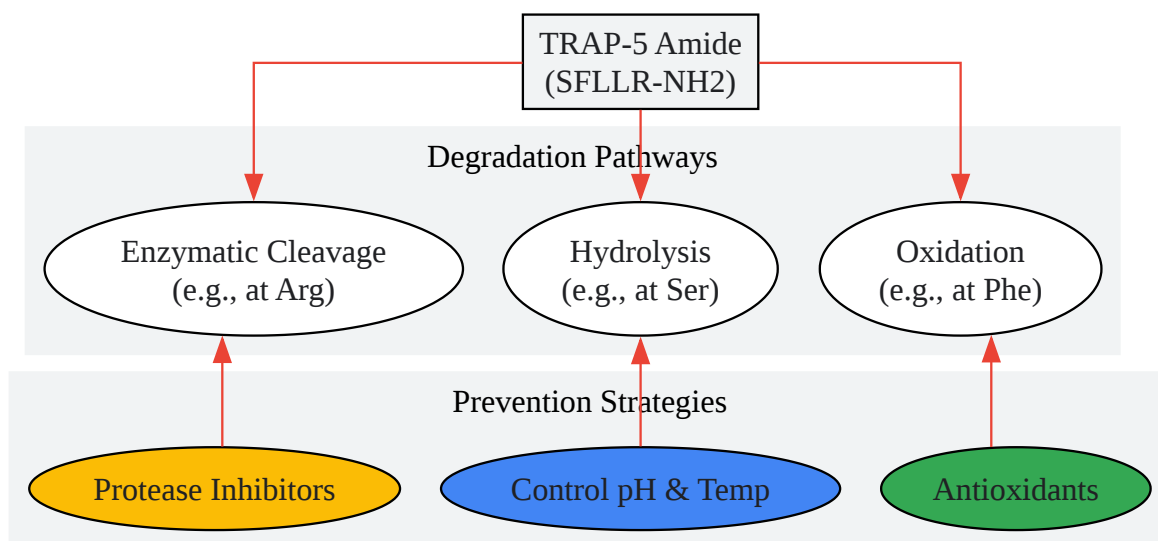 TRAP-5 Amide
(SFLLR-NH2)
Degradation Pathways
Enzymatic Cleavage
(e.g., at Arg)
Hydrolysis
(e.g., at Ser)
Oxidation
(e.g., at Phe)
Prevention Strategies
Protease Inhibitors
Control pH & Temp
Antioxidants